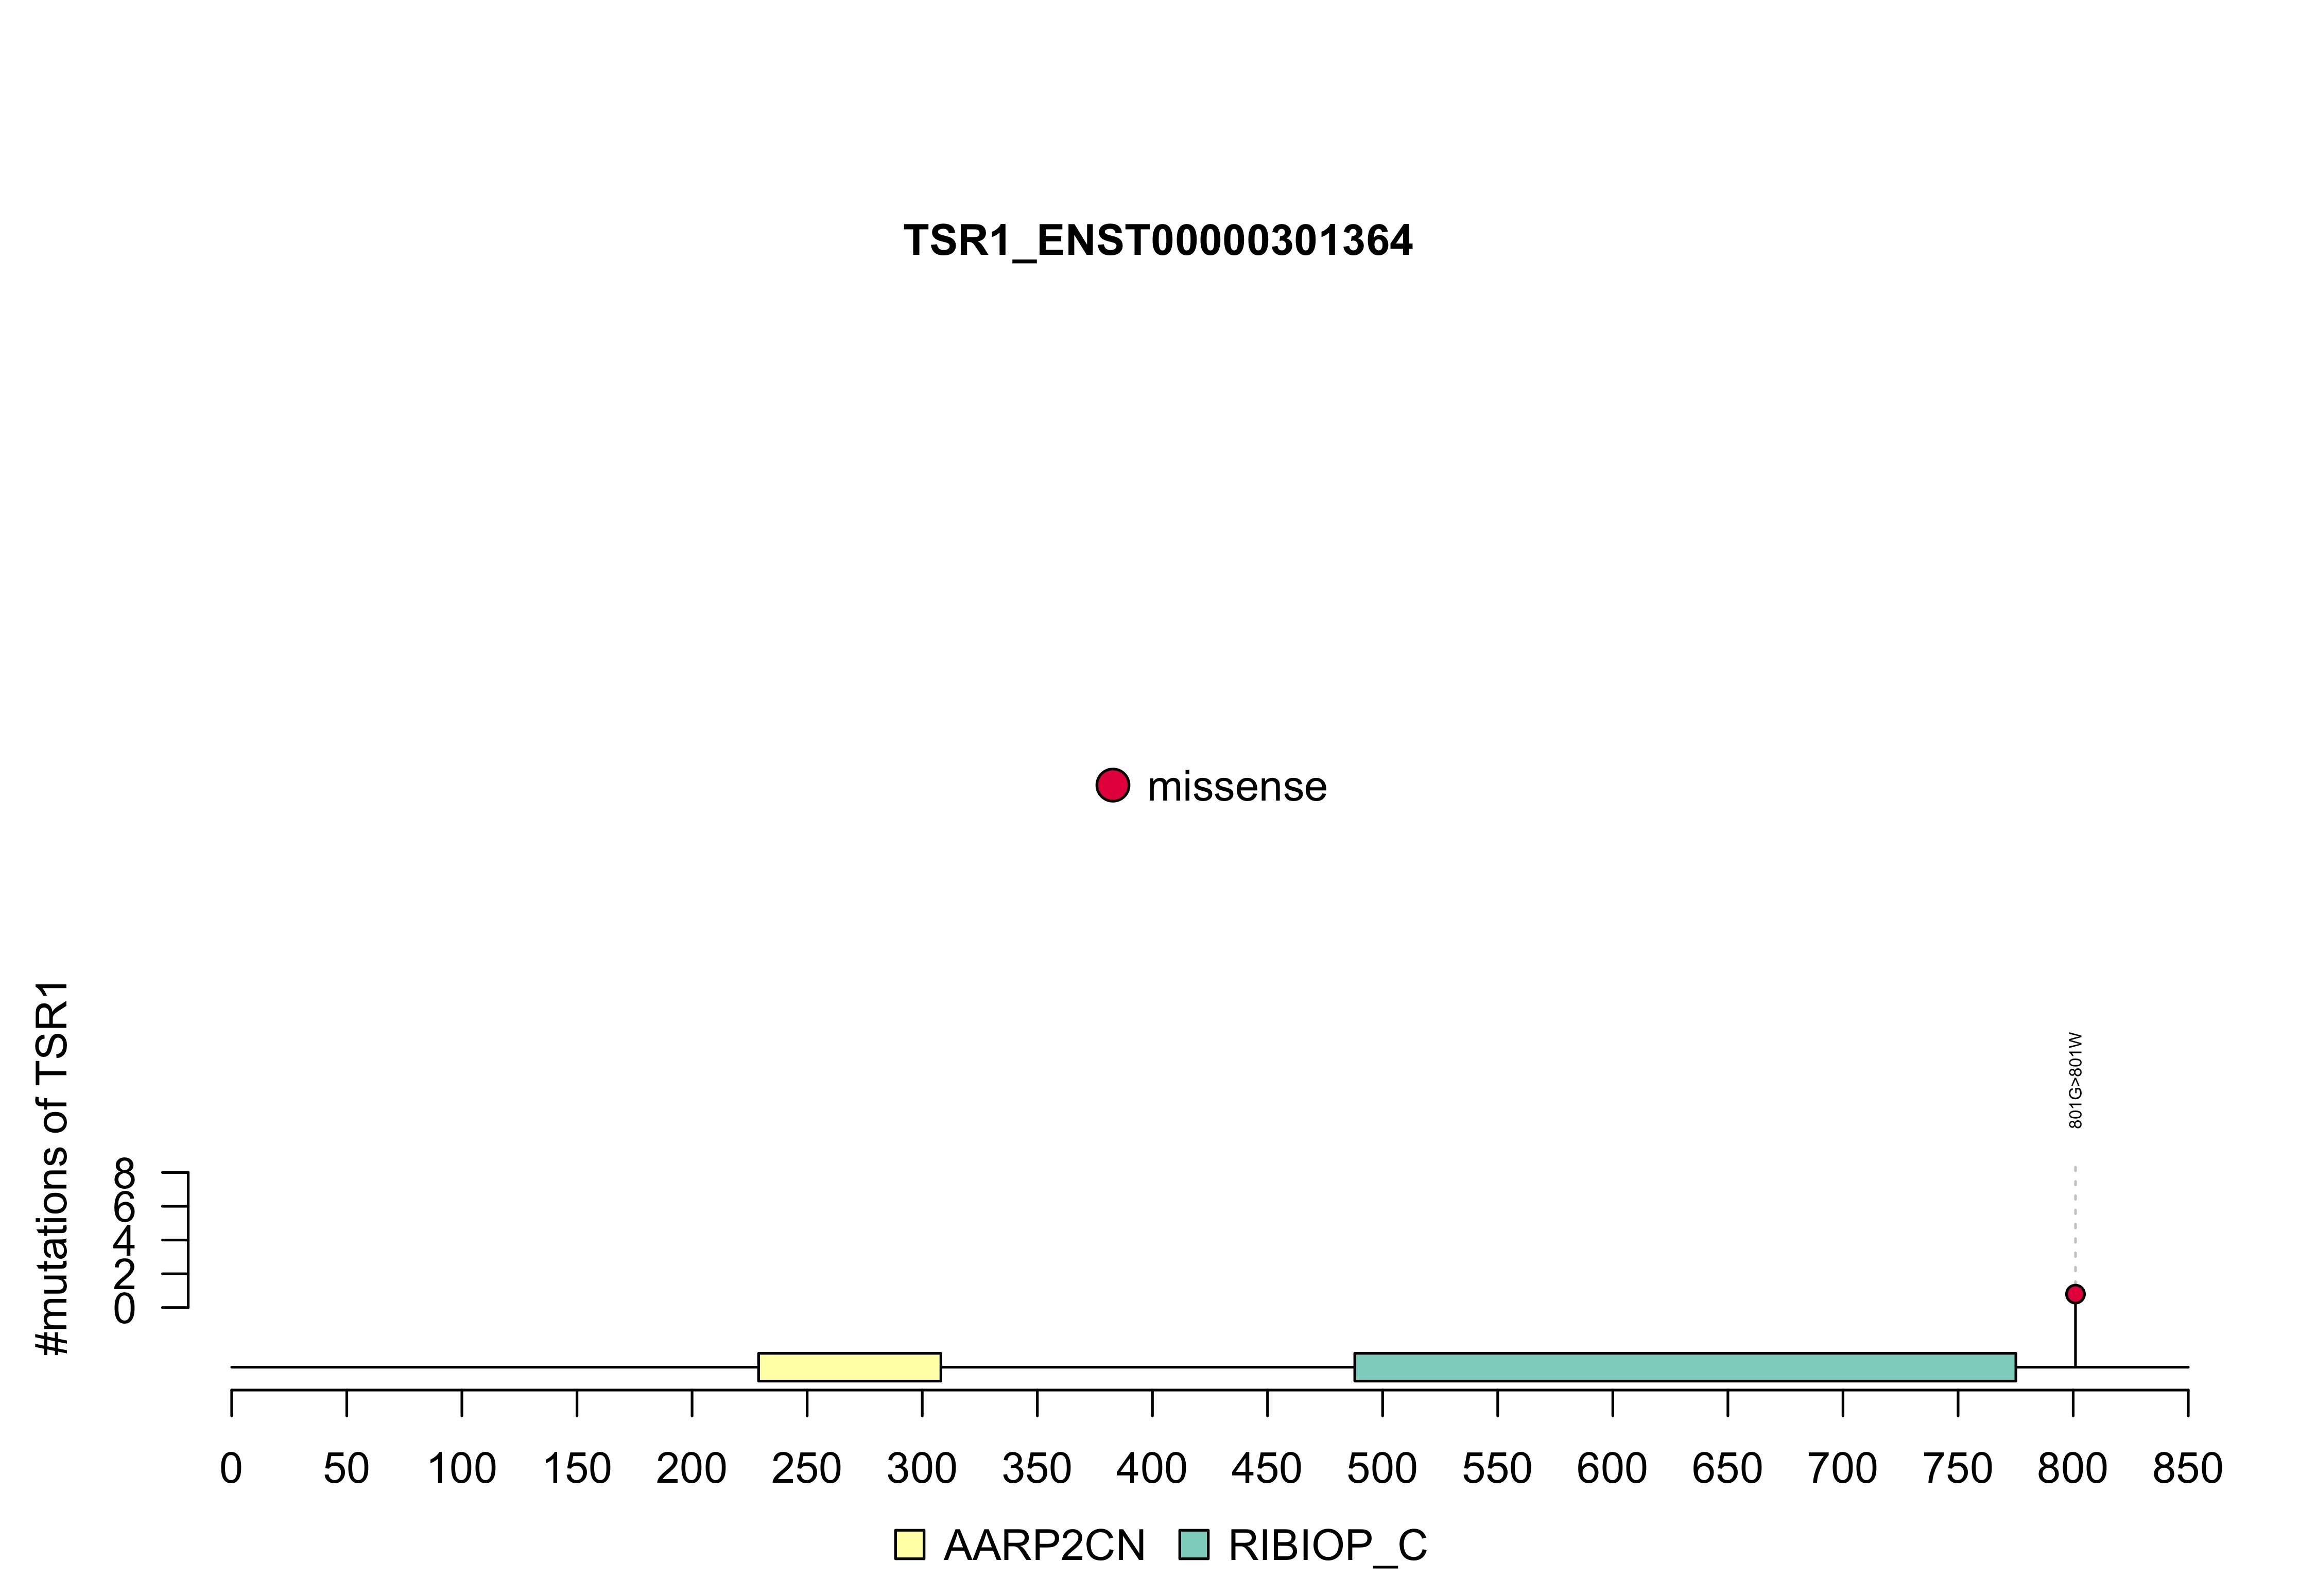 TSR1_ENST00000301364
missense
#mutations of TSR1
801G>801W
8
6
4
2
0
0 50 100 150 200 250 300 350 400 450 500 550 600 650 700 750 800 850
AARP2CN RIBIOP_C